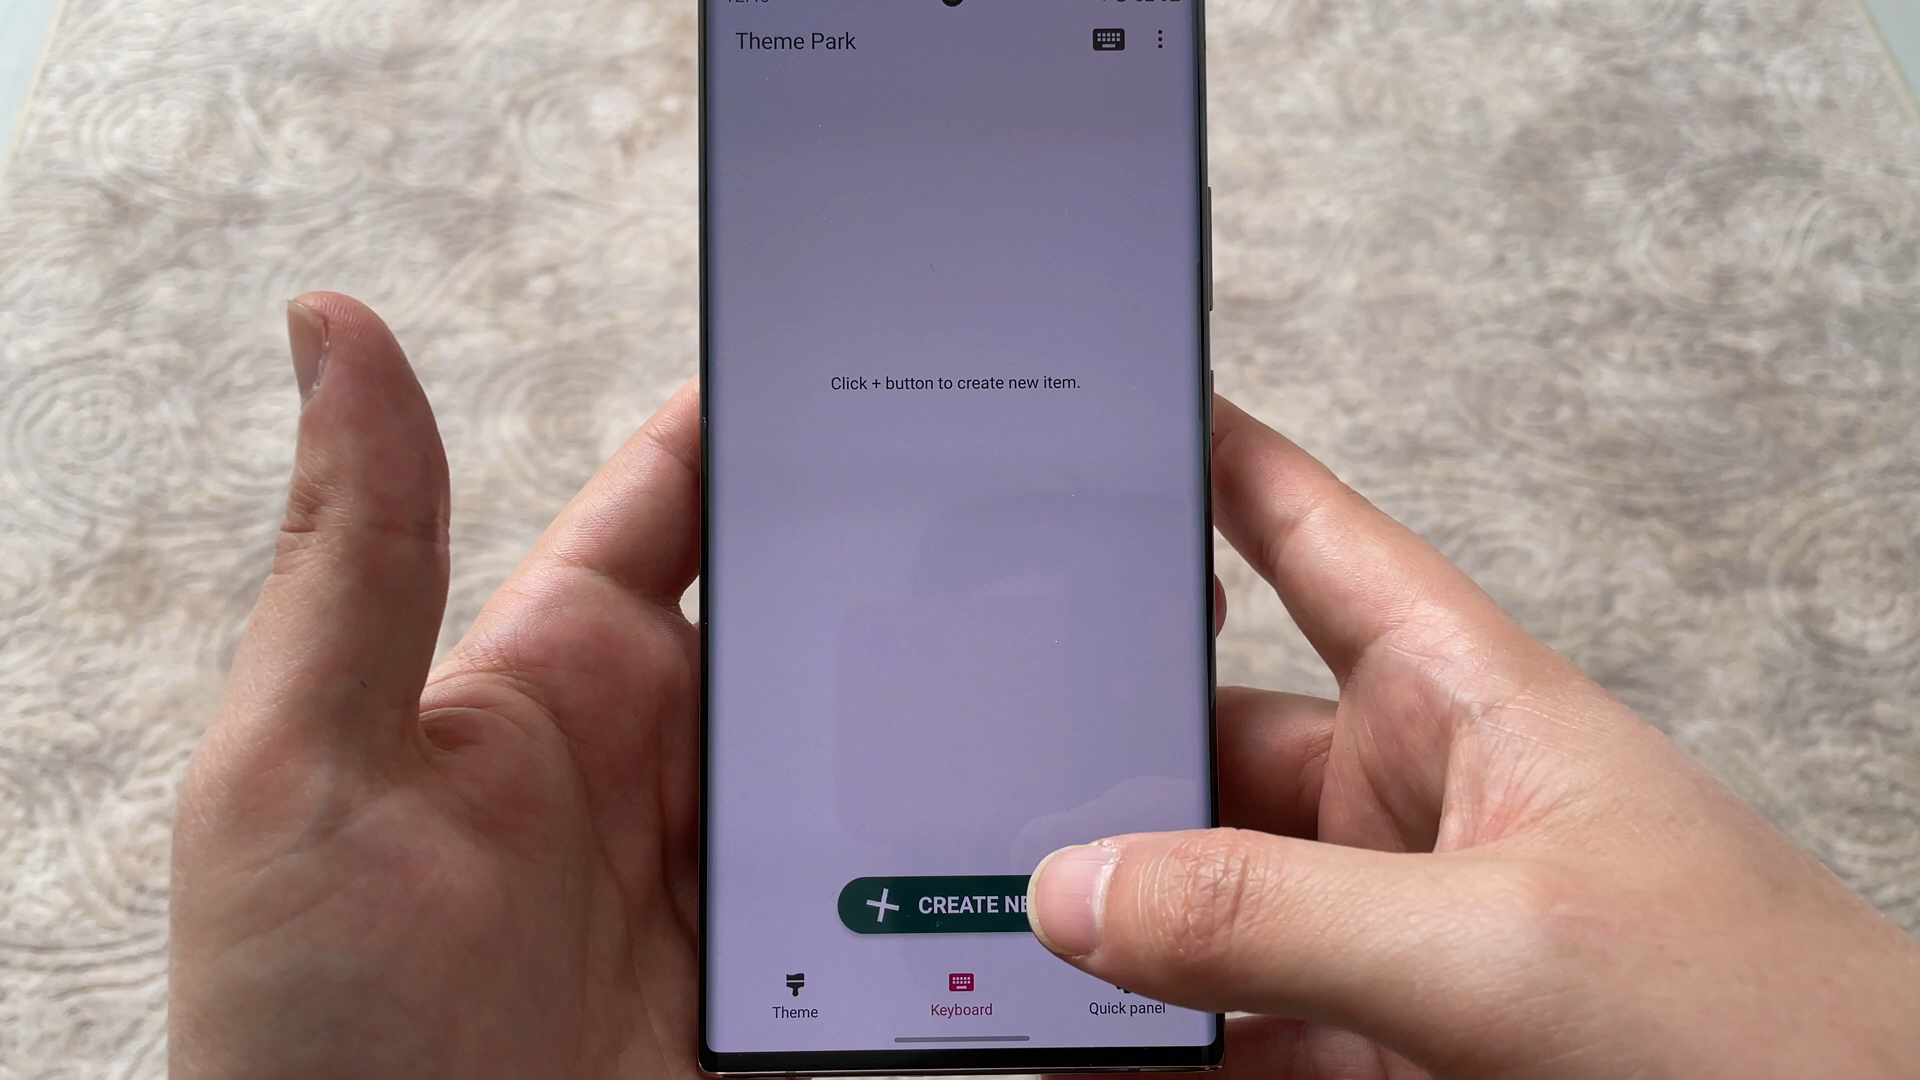 Theme Park
Click + button to create new item.
CREATE NE
Theme
Keyboard
Quick panel